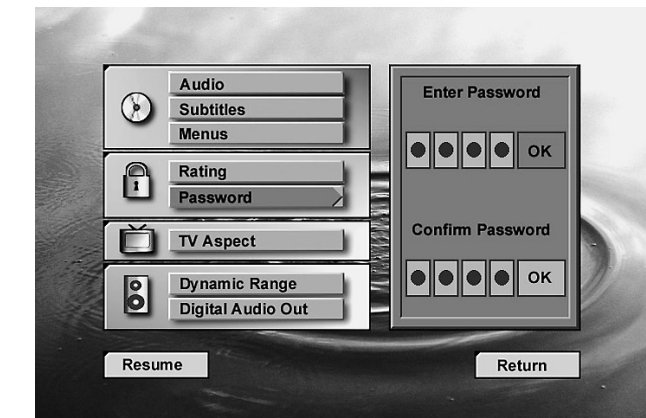 Audio
Subtitles
Menus
Rating
Password
TV Aspect
Dynamic Range
Digital Audio Out
Enter Password
OK
Confirm Password
OK
Resume
Return